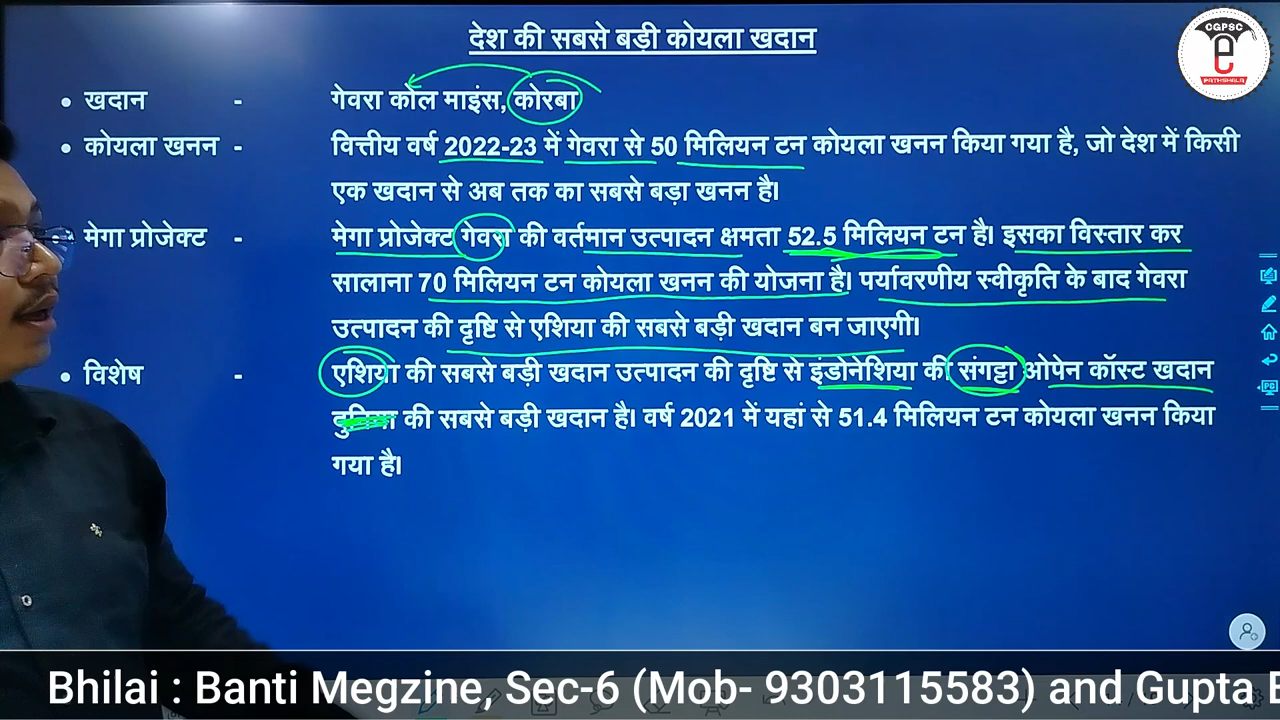 देश की सबसे बड़ी कोयला खदान
CGPSC
e
PATHSHALA
• खदान - गेवरा कोल माइंस, कोरबा
• कोयला खनन - वित्तीय वर्ष 2022-23 में गेवरा से 50 मिलियन टन कोयला खनन किया गया है, जो देश में किसी
एक खदान से अब तक का सबसे बड़ा खनन है।
मेगा प्रोजेक्ट - मेगा प्रोजेक्ट गेवरा की वर्तमान उत्पादन क्षमता 52.5 मिलियन टन है। इसका विस्तार कर
सालाना 70 मिलियन टन कोयला खनन की योजना है। पर्यावरणीय स्वीकृति के बाद गेवरा
उत्पादन की दृष्टि से एशिया की सबसे बड़ी खदान बन जाएगी।
• विशेष - एशिया की सबसे बड़ी खदान उत्पादन की दृष्टि से इंडोनेशिया की संगट्टा ओपेन कॉस्ट खदान
की सबसे बड़ी खदान है। वर्ष 2021 में यहां से 51.4 मिलियन टन कोयला खनन किया
गया है।
Bhilai : Banti Megzine, Sec-6 (Mob- 9303115583) and Gupta